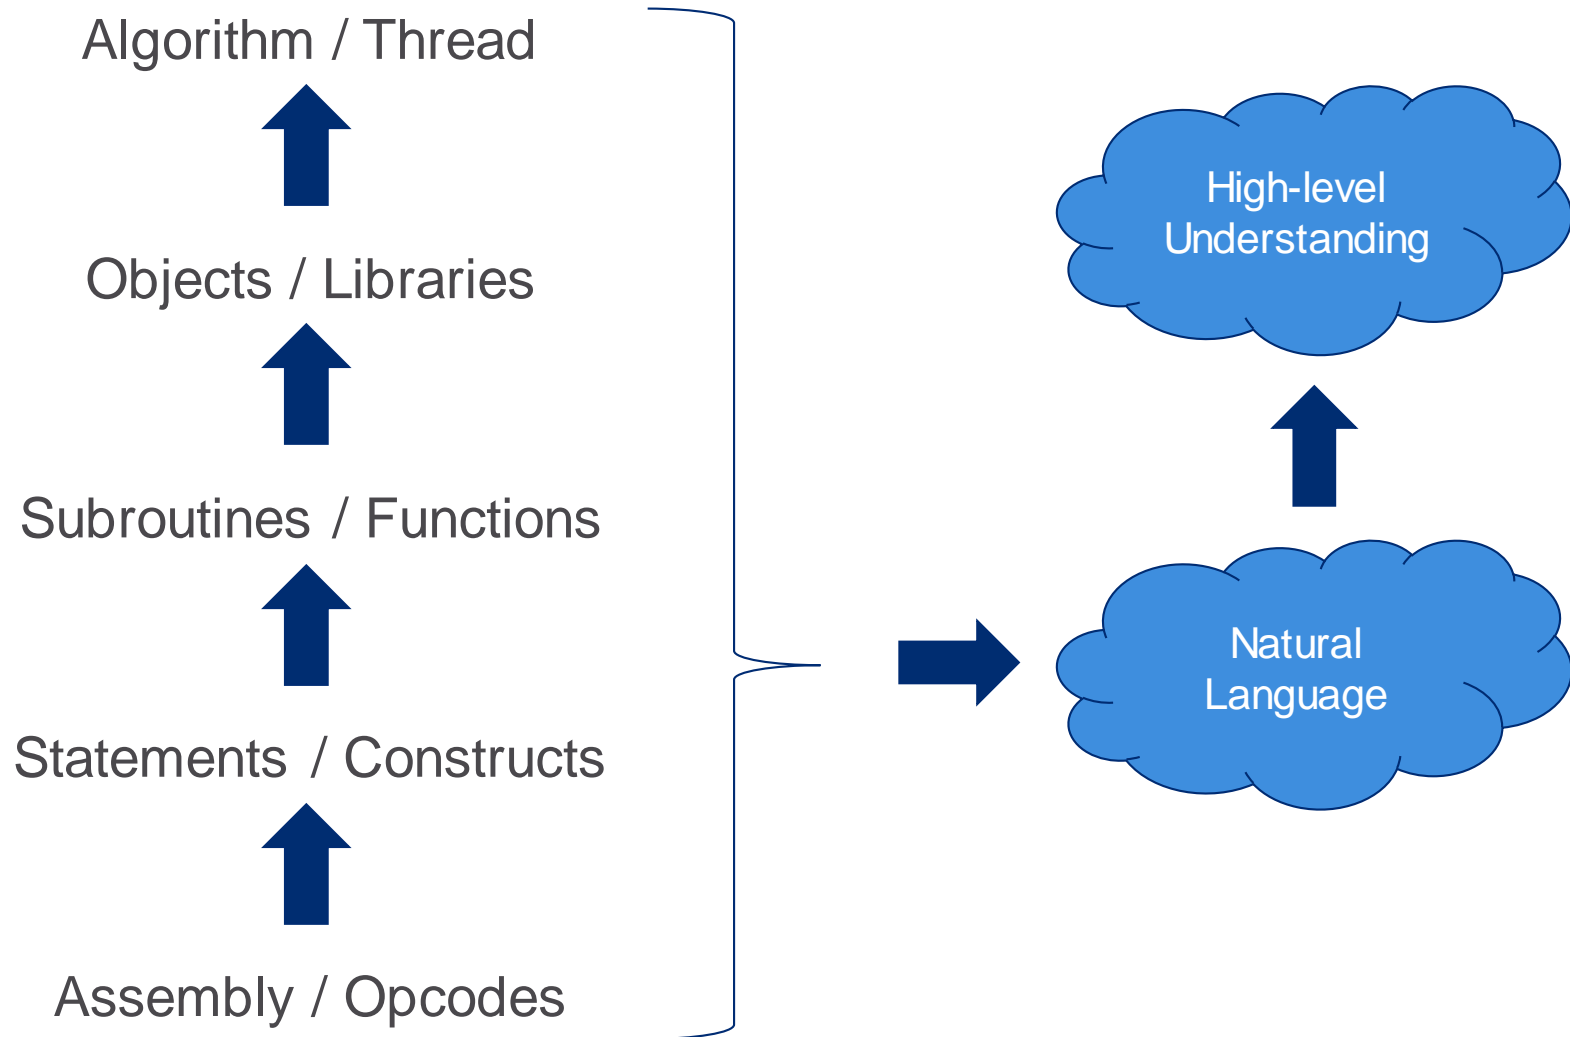 Algorithm / Thread
Objects / Libraries
Subroutines / Functions
Statements / Constructs
Assembly / Opcodes
High-level
Understanding
Natural
Language